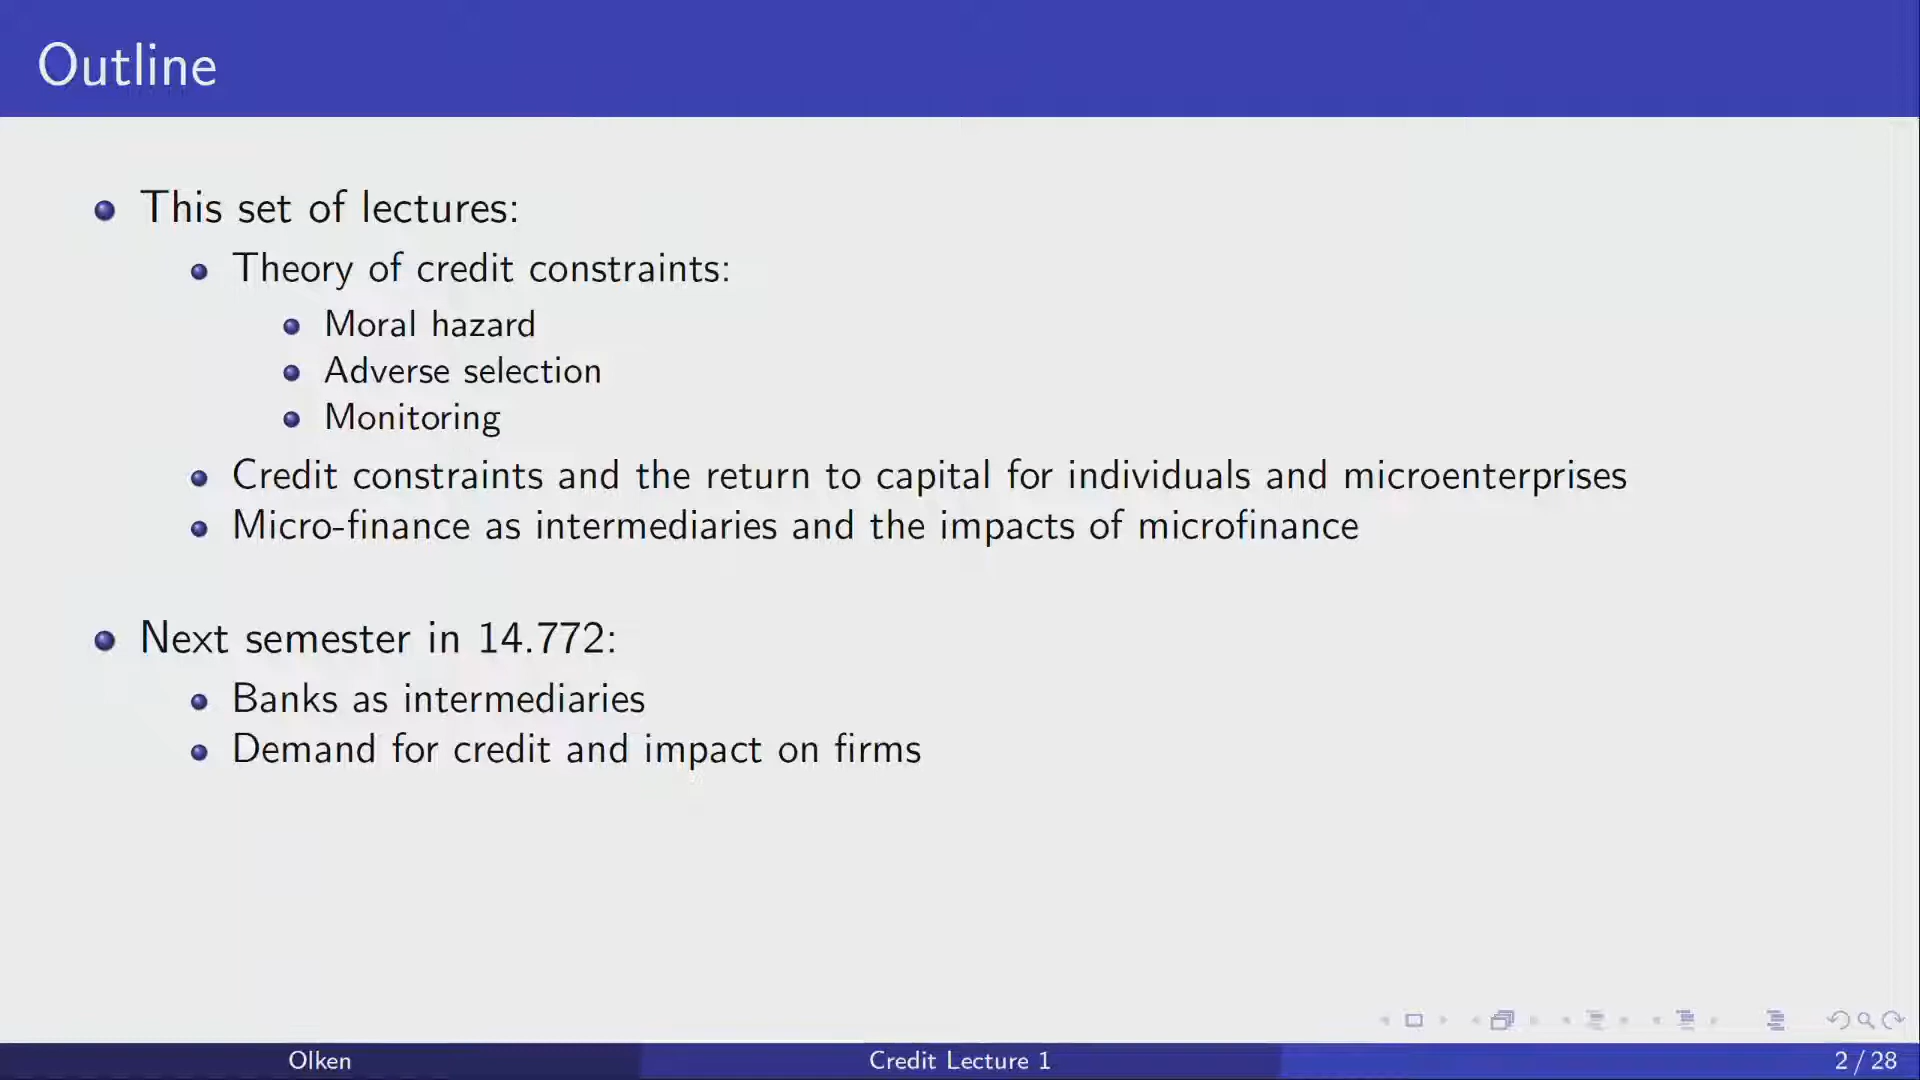 Outline
This set of lectures:
Theory of credit constraints:
Moral hazard
Adverse selection
Monitoring
Credit constraints and the return to capital for individuals and microenterprises
Micro-finance as intermediaries and the impacts of microfinance
Next semester in 14.772:
Banks as intermediaries
Demand for credit and impact on firms
Olken
Credit Lecture 1
2 / 28